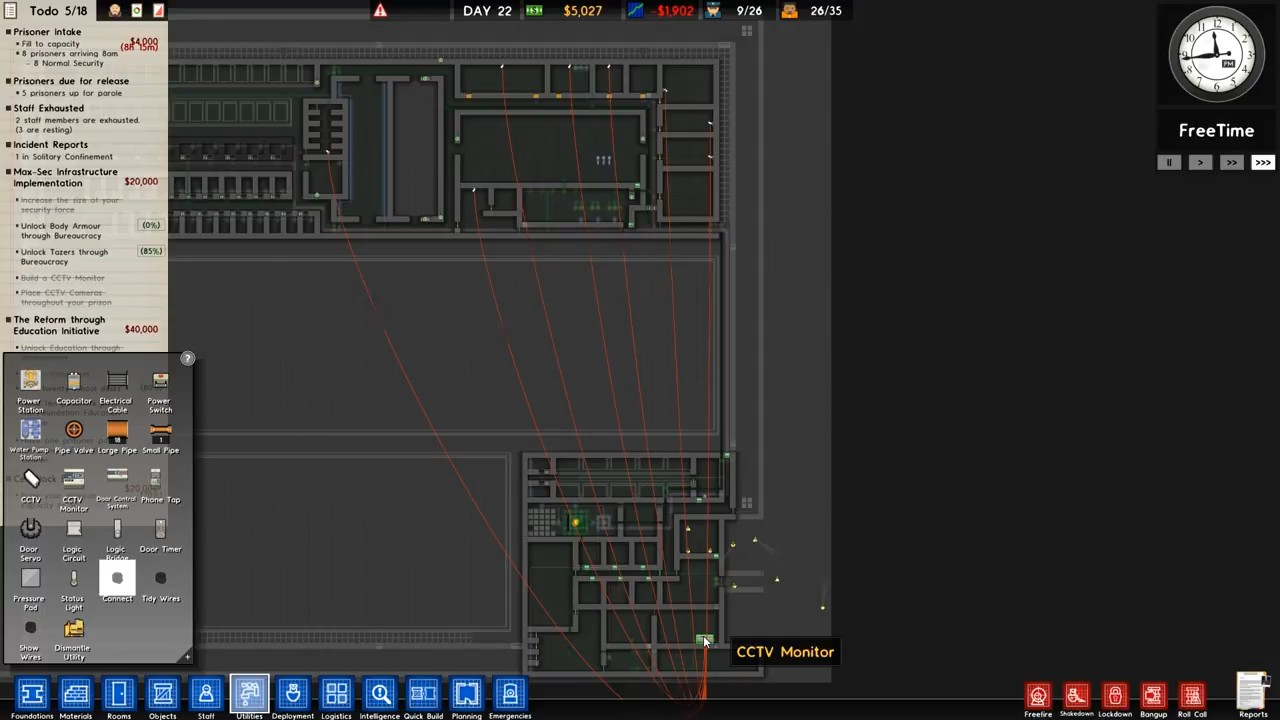 Todo 5/18
DAY 22
$5,027
-$1,902
9/26
26/35
Prisoner Intake
$4,000
Fill to capacity
(8h 15m)
8 prisoners arriving 8am
- 8 Normal Security
Prisoners due for release
5 prisoners up for parole
Staff Exhausted
2 staff members are exhausted.
(3 are resting)
Incident Reports
1 in Solitary Confinement
Max-Sec Infrastructure
Implementation
$20,000
Increase the size of your
security force
Unlock Body Armour
through Bureaucracy
(0%)
Unlock Tazers through
Bureaucracy
(85%)
Build a CCTV Monitor
Place CCTV Cameras
throughout your prison
The Reform through
Education Initiative
$40,000
Unlock Education through
?
Power
Station
Capacitor
Electrical
Cable
Power
Switch
Water Pump
Station
Pipe Valve
18
Large Pipe
1
Small Pipe
CCTV
CCTV
Monitor
Door Control
System
Phone Tap
Door
Servo
Logic
Circuit
Logic
Bridge
Door Timer
Pressure
Pad
Status
Light
Connect
Tidy Wires
Show
Wires
Dismantle
Utility
PM
FreeTime
CCTV Monitor
Foundations
Materials
Rooms
Objects
Staff
Utilities
Deployment
Logistics
Intelligence
Quick Build
Planning
Emergencies
Freefire
Shakedown
Lockdown
Bangup
Roll Call
Reports